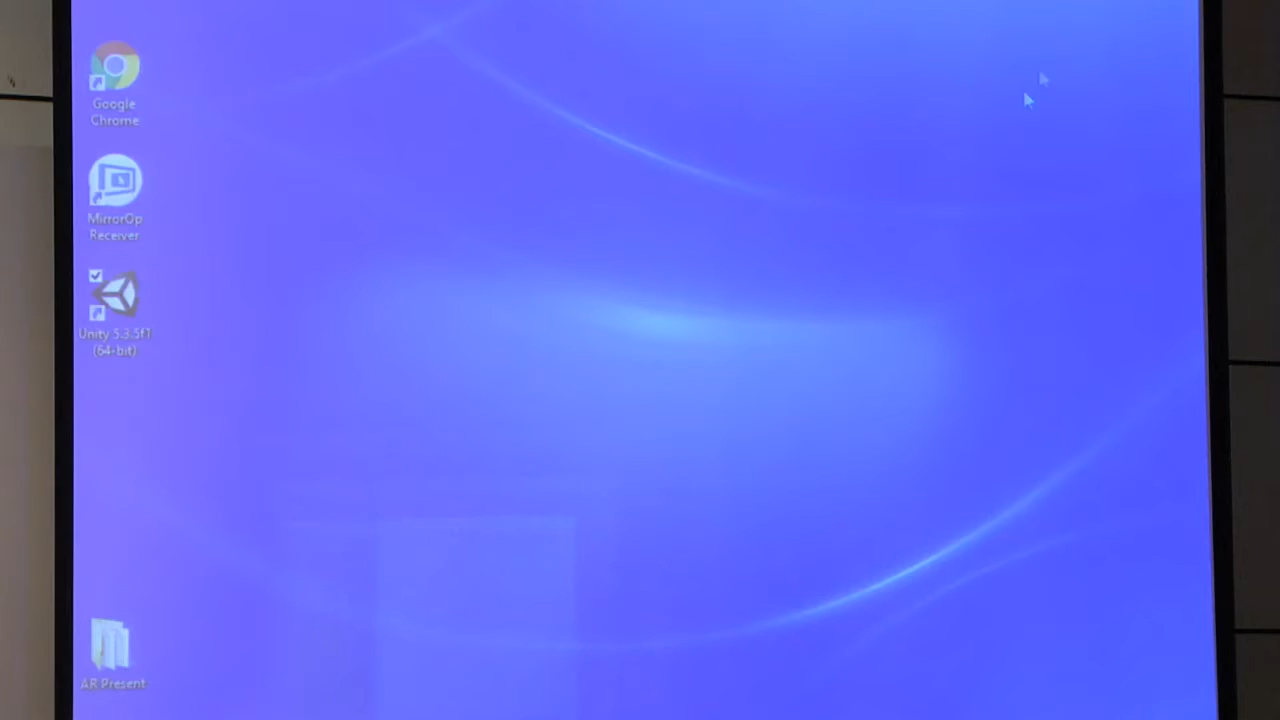 Google
Chrome
MirrorOp
Receiver
Unity 5.3.5f1
(64-bit)
AR Present